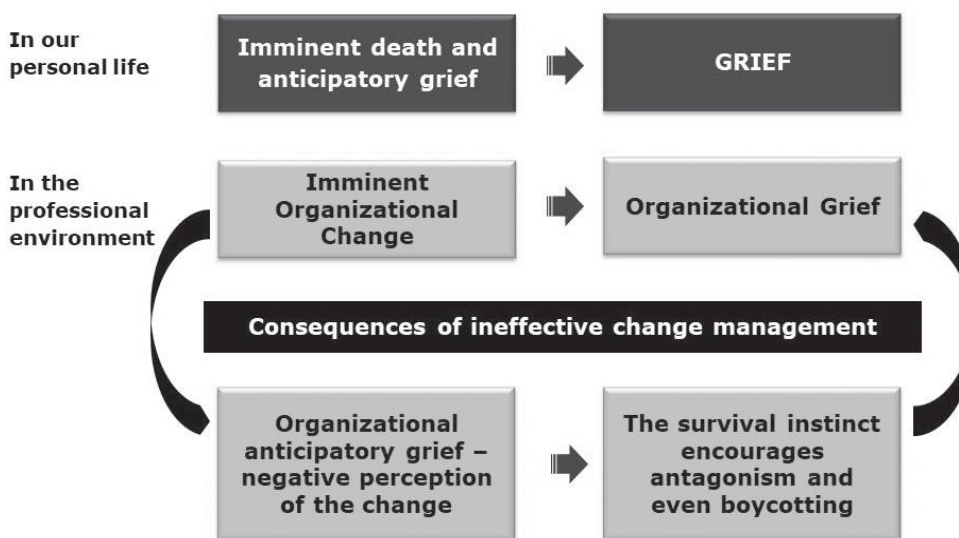 In our
personal life
Imminent death and
anticipatory grief
GRIEF
In the
professional
environment
Imminent
Organizational
Change
Organizational Grief
Consequences of ineffective change management
Organizational
anticipatory grief –
negative perception
of the change
The survival instinct
encourages
antagonism and
even boycotting